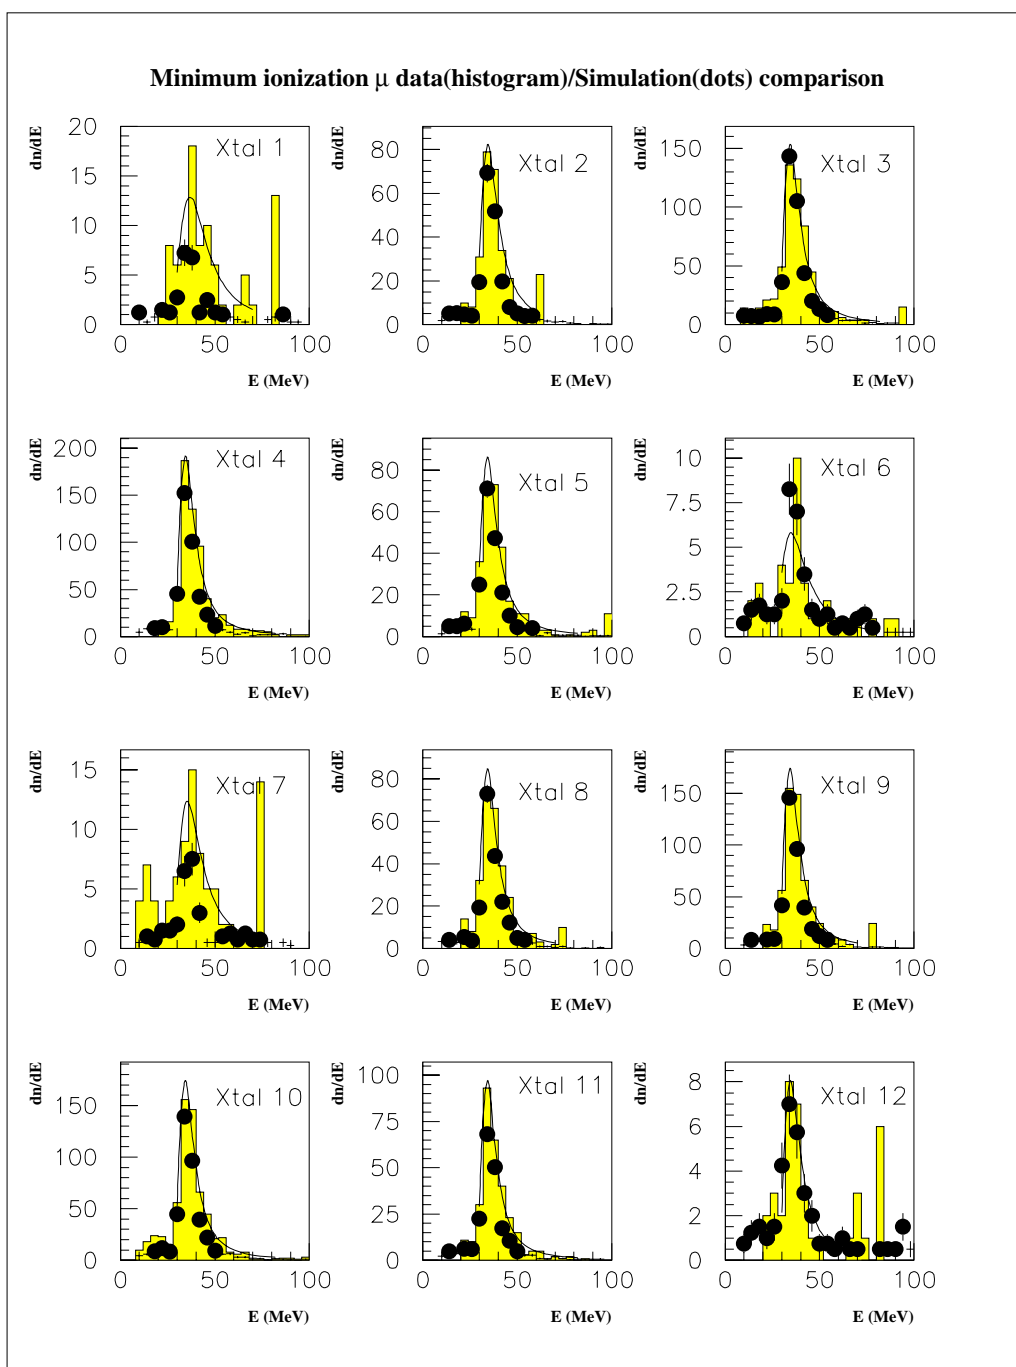 Minimum ionization μ data(histogram)/Simulation(dots) comparison
dn/dE
20
15
10
5
0
0 50 100
Xtal 1
E (MeV)
dn/dE
80
60
40
20
0
0 50 100
Xtal 2
E (MeV)
dn/dE
150
100
50
0
0 50 100
Xtal 3
E (MeV)
dn/dE
200
150
100
50
0
0 50 100
Xtal 4
E (MeV)
dn/dE
80
60
40
20
0
0 50 100
Xtal 5
E (MeV)
dn/dE
10
7.5
5
2.5
0
0 50 100
Xtal 6
E (MeV)
dn/dE
15
10
5
0
0 50 100
Xtal 7
E (MeV)
dn/dE
80
60
40
20
0
0 50 100
Xtal 8
E (MeV)
dn/dE
150
100
50
0
0 50 100
Xtal 9
E (MeV)
dn/dE
150
100
50
0
0 50 100
Xtal 10
E (MeV)
dn/dE
100
75
50
25
0
0 50 100
Xtal 11
E (MeV)
dn/dE
8
6
4
2
0
0 50 100
Xtal 12
E (MeV)